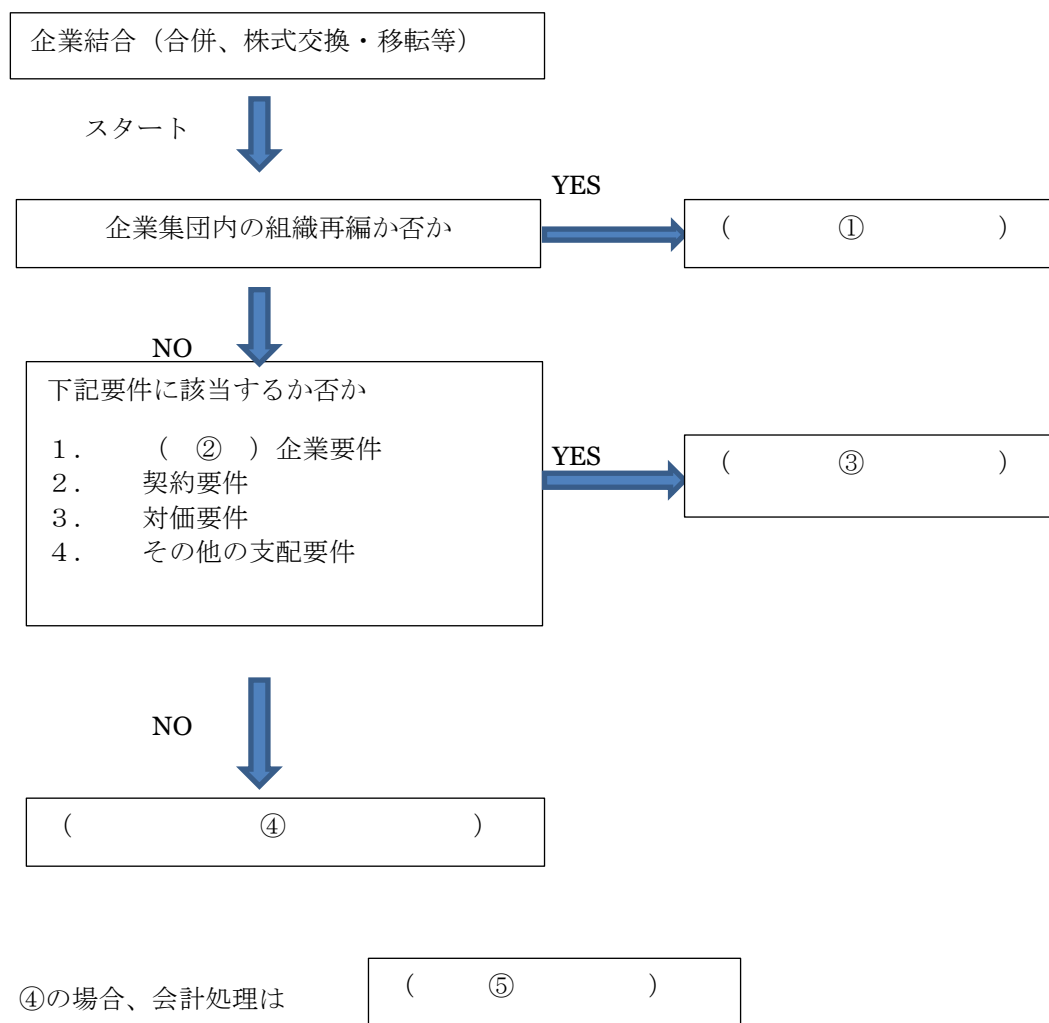 企業結合（合併、株式交換・移転等）
スタート
YES
企業集団内の組織再編か否か
（　①　）
NO
下記要件に該当するか否か
１．　（　②　）企業要件
２．　契約要件
３．　対価要件
４．　その他の支配要件
YES
（　③　）
NO
（　④　）
④の場合、会計処理は
（　⑤　）